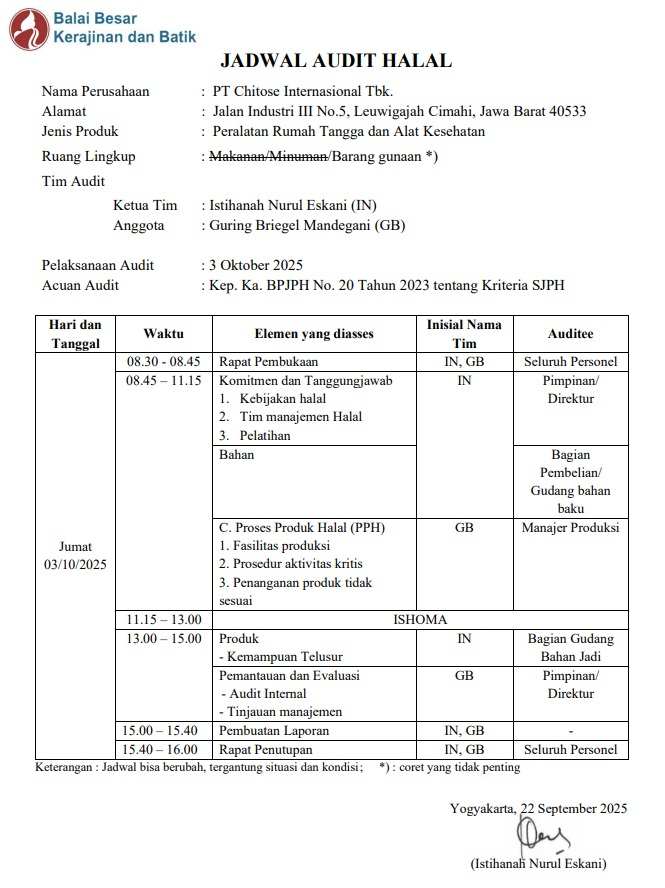 Balai Besar
Kerajinan dan Batik
JADWAL AUDIT HALAL
Nama Perusahaan : PT Chitose Internasional Tbk.
Alamat : Jalan Industri III No.5, Leuwigajah Cimahi, Jawa Barat 40533
Jenis Produk : Peralatan Rumah Tangga dan Alat Kesehatan
Ruang Lingkup : Makanan/Minuman/Barang gunaan *)
Tim Audit
Ketua Tim : Istihanah Nurul Eskani (IN)
Anggota : Guring Briegel Mandegani (GB)
Pelaksanaan Audit : 3 Oktober 2025
Acuan Audit : Kep. Ka. BPJPH No. 20 Tahun 2023 tentang Kriteria SJPH
Hari dan Tanggal Waktu Elemen yang diasses Inisial Nama Tim Auditee
Jumat
03/10/2025
08.30 - 08.45 Rapat Pembukaan IN, GB Seluruh Personel
08.45 – 11.15 Komitmen dan Tanggungjawab IN Pimpinan/
1. Kebijakan halal Direktur
2. Tim manajemen Halal
3. Pelatihan
Bahan Bagian
Pembelian/
Gudang bahan
baku
C. Proses Produk Halal (PPH) GB Manajer Produksi
1. Fasilitas produksi
2. Prosedur aktivitas kritis
3. Penanganan produk tidak
sesuai
11.15 – 13.00 ISHOMA
13.00 – 15.00 Produk IN Bagian Gudang
- Kemampuan Telusur Bahan Jadi
Pemantauan dan Evaluasi GB Pimpinan/
- Audit Internal Direktur
- Tinjauan manajemen
15.00 – 15.40 Pembuatan Laporan IN, GB -
15.40 – 16.00 Rapat Penutupan IN, GB Seluruh Personel
Keterangan : Jadwal bisa berubah, tergantung situasi dan kondisi; *) : coret yang tidak penting
Yogyakarta, 22 September 2025
(Istihanah Nurul Eskani)